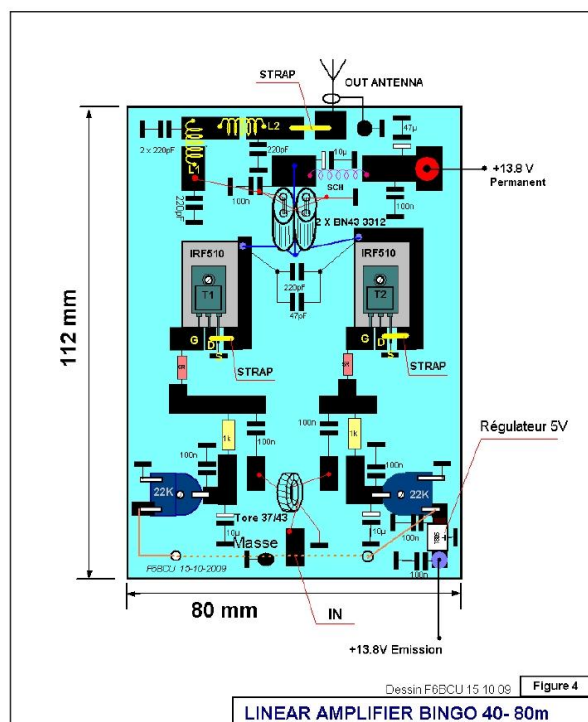 STRAP
OUT ANTENNA
47µ
L2
2 x 220pF
L1
220pF
10µ
+13.8 V
Permanent
SCH
100n
100n
220pF
2 X BN43 3312
IRF510
IRF510
T1
T2
220pF
47pF
112 mm
G
D
S
G
D
S
STRAP
STRAP
Régulateur 5V
1k
100n
100n
1k
100n
100n
22K
22K
Tore 37/43
10µ
10µ
100n
Masse
100n
F6BCU 15-10-2009
80 mm
IN
+13.8V Emission
Dessin F6BCU 15 10 09
Figure 4
LINEAR AMPLIFIER BINGO 40- 80m